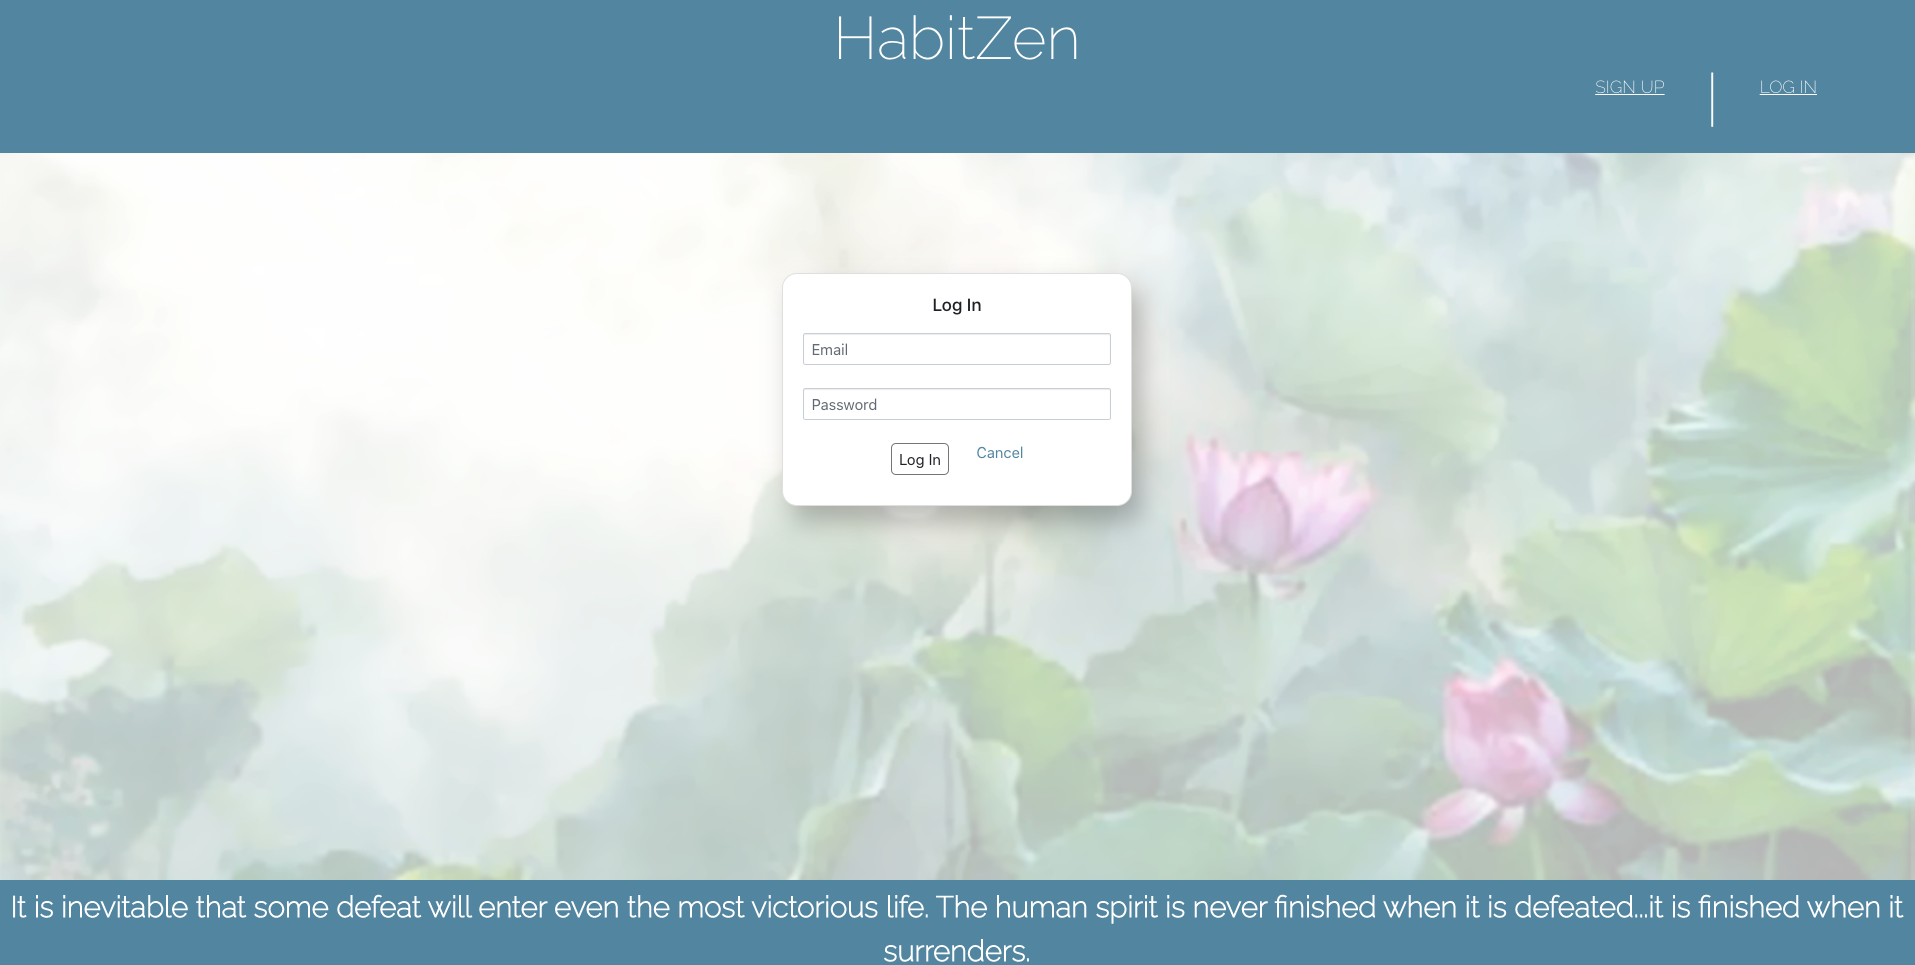 HabitZen
SIGN UP
LOG IN
Log In
Email
Password
Log In
Cancel
It is inevitable that some defeat will enter even the most victorious life. The human spirit is never finished when it is defeated...it is finished when it
surrenders.